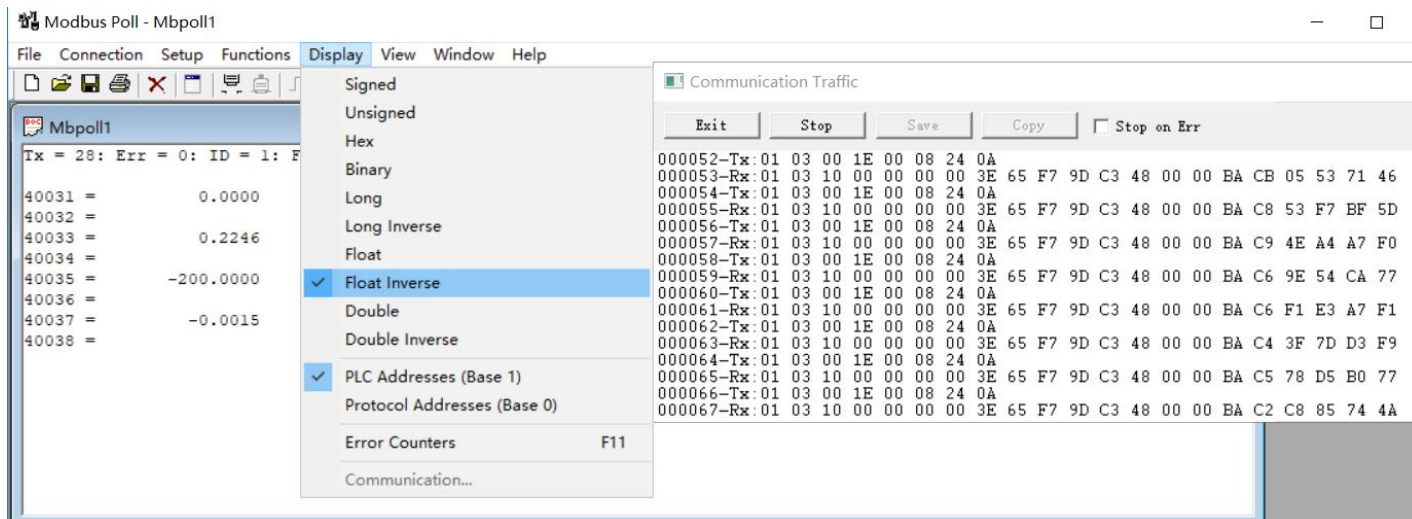 Modbus Poll - Mbpoll1
File Connection Setup Functions Display View Window Help
Mbpoll1
Tx = 28: Err = 0: ID = 1: F
40031 = 0.0000
40032 =
40033 = 0.2246
40034 =
40035 = -200.0000
40036 =
40037 = -0.0015
40038 =
Signed
Unsigned
Hex
Binary
Long
Long Inverse
Float
Float Inverse
Double
Double Inverse
PLC Addresses (Base 1)
Protocol Addresses (Base 0)
Error Counters F11
Communication...
Communication Traffic
Exit Stop Save Copy Stop on Err
000052-Tx:01 03 00 1E 00 08 24 0A
000053-Rx:01 03 10 00 00 00 00 3E 65 F7 9D C3 48 00 00 BA CB 05 53 71 46
000054-Tx:01 03 00 1E 00 08 24 0A
000055-Rx:01 03 10 00 00 00 00 3E 65 F7 9D C3 48 00 00 BA C8 53 F7 BF 5D
000056-Tx:01 03 00 1E 00 08 24 0A
000057-Rx:01 03 10 00 00 00 00 3E 65 F7 9D C3 48 00 00 BA C9 4E A4 A7 F0
000058-Tx:01 03 00 1E 00 08 24 0A
000059-Rx:01 03 10 00 00 00 00 3E 65 F7 9D C3 48 00 00 BA C6 9E 54 CA 77
000060-Tx:01 03 00 1E 00 08 24 0A
000061-Rx:01 03 10 00 00 00 00 3E 65 F7 9D C3 48 00 00 BA C6 F1 E3 A7 F1
000062-Tx:01 03 00 1E 00 08 24 0A
000063-Rx:01 03 10 00 00 00 00 3E 65 F7 9D C3 48 00 00 BA C4 3F 7D D3 F9
000064-Tx:01 03 00 1E 00 08 24 0A
000065-Rx:01 03 10 00 00 00 00 3E 65 F7 9D C3 48 00 00 BA C5 78 D5 B0 77
000066-Tx:01 03 00 1E 00 08 24 0A
000067-Rx:01 03 10 00 00 00 00 3E 65 F7 9D C3 48 00 00 BA C2 C8 85 74 4A